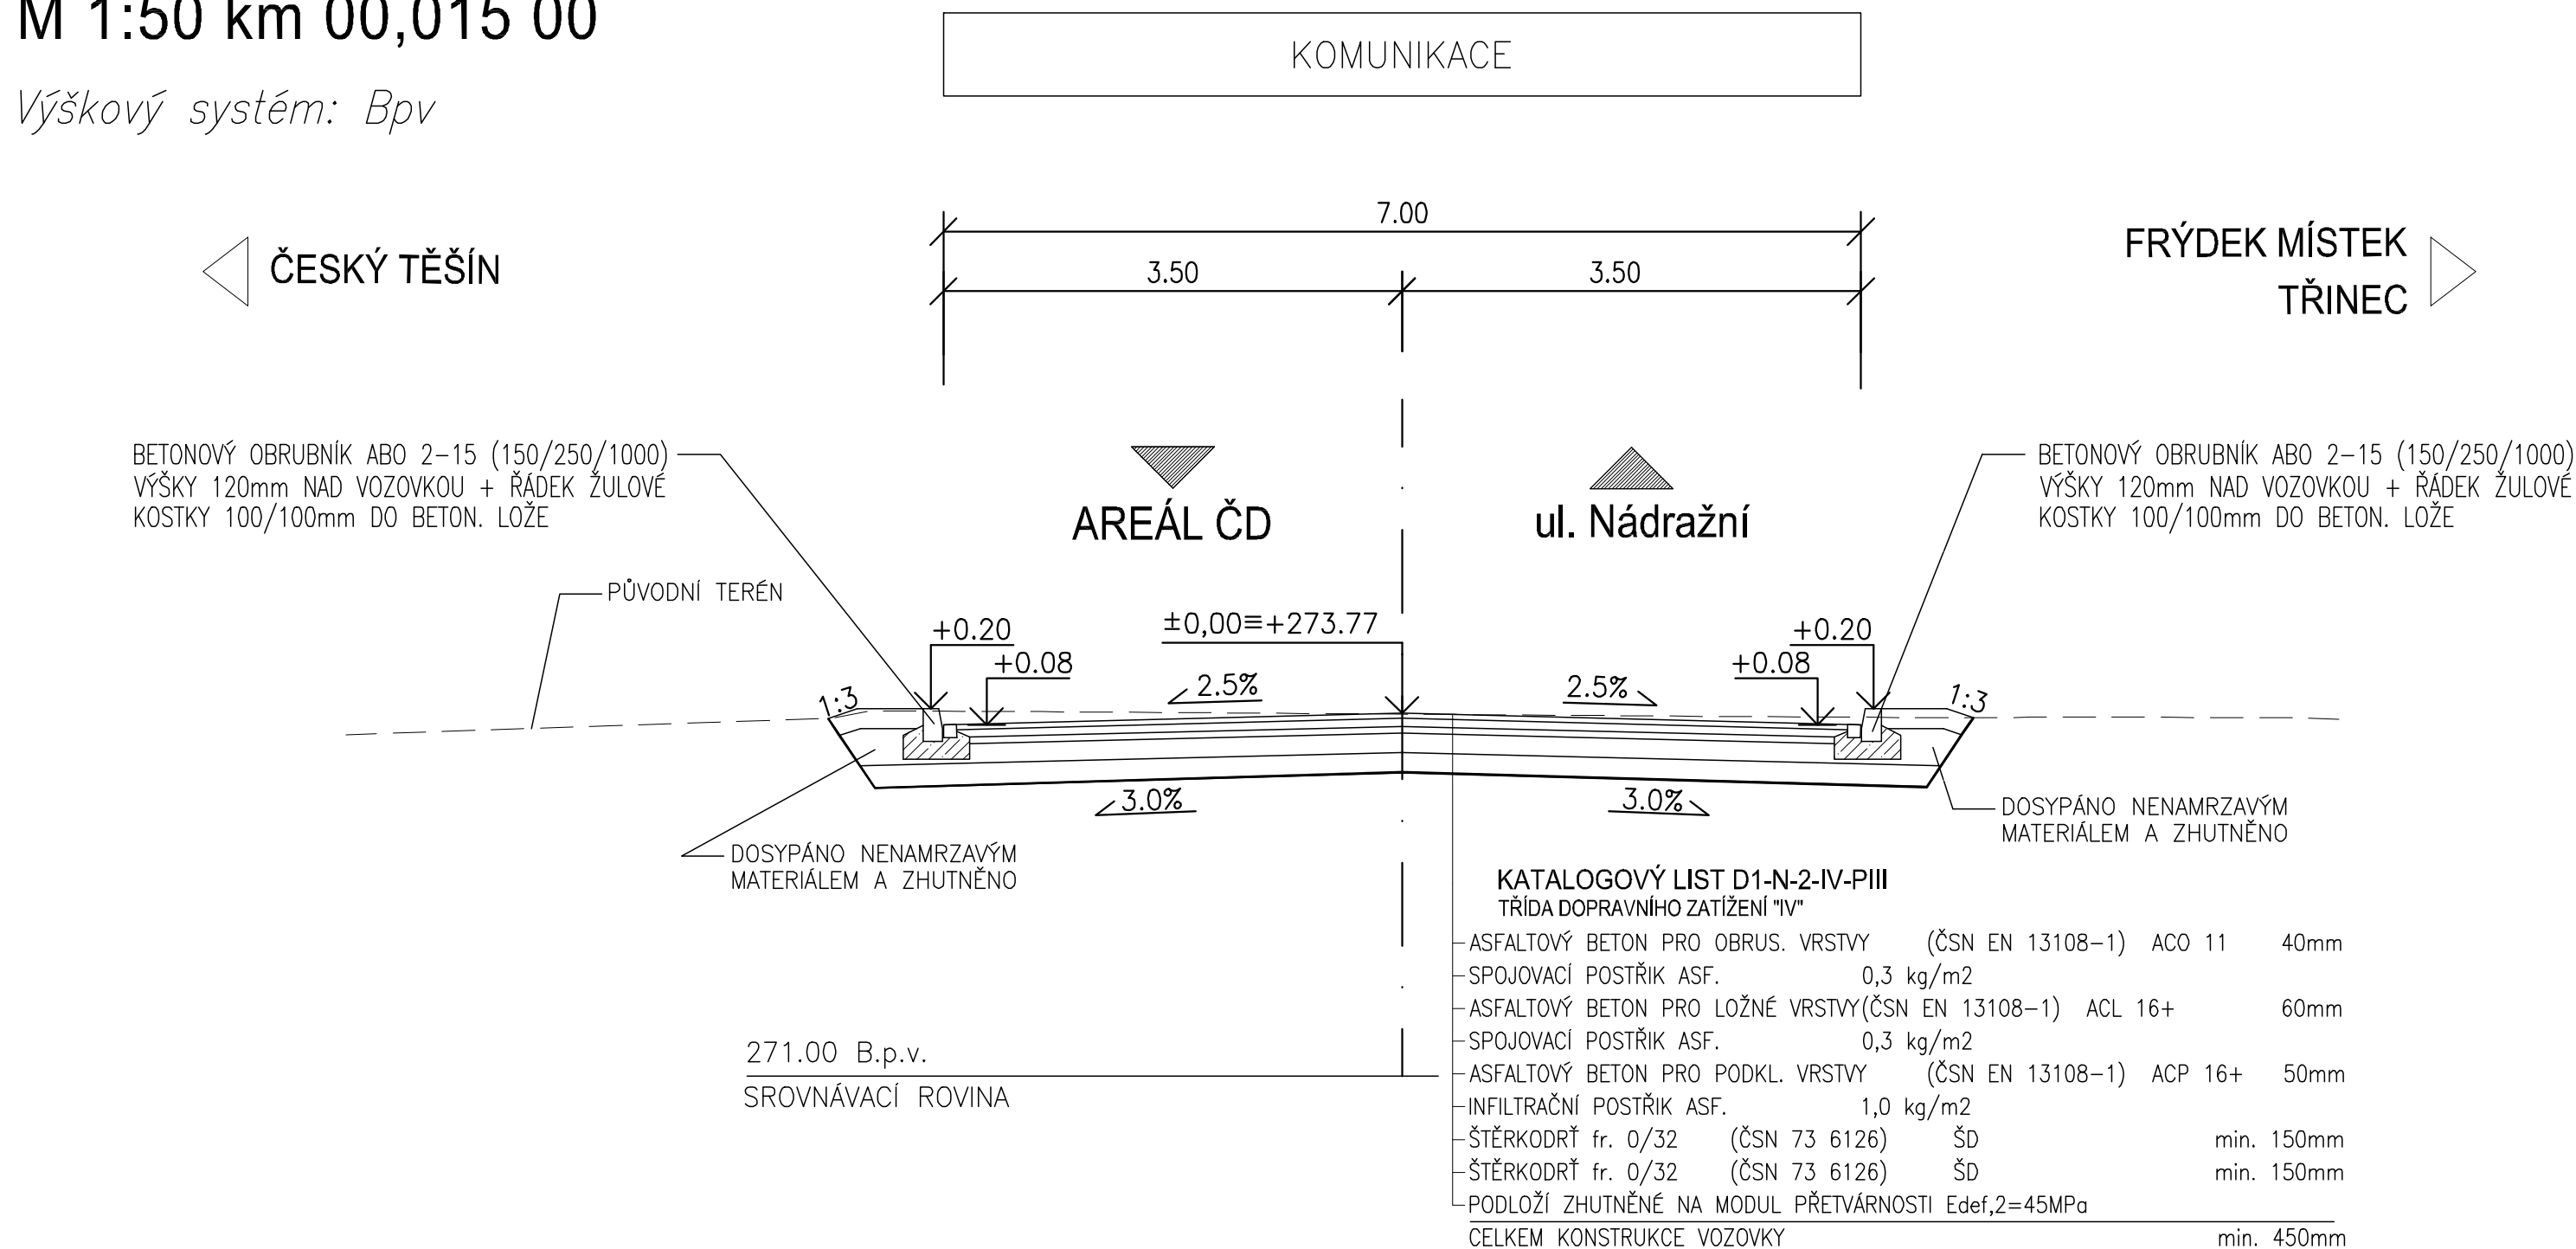 M 1:50 km 00,015 00
Výškový systém: Bpv
KOMUNIKACE
7.00
3.50
3.50
ČESKÝ TĚŠÍN
FRÝDEK MÍSTEK
TŘINEC
BETONOVÝ OBRUBNÍK ABO 2-15 (150/250/1000)
VÝŠKY 120mm NAD VOZOVKOU + ŘÁDEK ŽULOVÉ
KOSTKY 100/100mm DO BETON. LOŽE
BETONOVÝ OBRUBNÍK ABO 2-15 (150/250/1000)
VÝŠKY 120mm NAD VOZOVKOU + ŘÁDEK ŽULOVÉ
KOSTKY 100/100mm DO BETON. LOŽE
AREÁL ČD
ul. Nádražní
PŮVODNÍ TERÉN
+0.20
+0.08
±0,00≡+273.77
+0.20
+0.08
1:3
2.5%
2.5%
1:3
3.0%
3.0%
DOSYPÁNO NENAMRZAVÝM
MATERIÁLEM A ZHUTNĚNO
DOSYPÁNO NENAMRZAVÝM
MATERIÁLEM A ZHUTNĚNO
KATALOGOVÝ LIST D1-N-2-IV-PIII
TŘÍDA DOPRAVNÍHO ZATÍŽENÍ "IV"
ASFALTOVÝ BETON PRO OBRUS. VRSTVY (ČSN EN 13108-1) ACO 11 40mm
SPOJOVACÍ POSTŘIK ASF. 0,3 kg/m2
ASFALTOVÝ BETON PRO LOŽNÉ VRSTVY(ČSN EN 13108-1) ACL 16+ 60mm
SPOJOVACÍ POSTŘIK ASF. 0,3 kg/m2
ASFALTOVÝ BETON PRO PODKL. VRSTVY (ČSN EN 13108-1) ACP 16+ 50mm
INFILTRAČNÍ POSTŘIK ASF. 1,0 kg/m2
ŠTĚRKODRŤ fr. 0/32 (ČSN 73 6126) ŠD min. 150mm
ŠTĚRKODRŤ fr. 0/32 (ČSN 73 6126) ŠD min. 150mm
PODLOŽÍ ZHUTNĚNÉ NA MODUL PŘETVÁRNOSTI Edef,2=45MPa
CELKEM KONSTRUKCE VOZOVKY min. 450mm
271.00 B.p.v.
SROVNÁVACÍ ROVINA